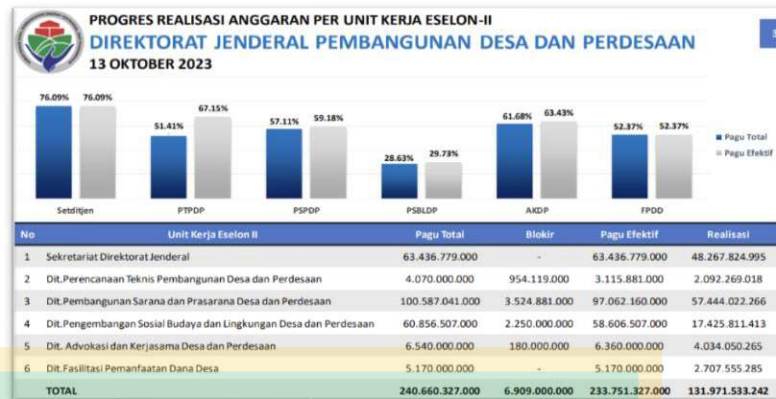 PROGRES REALISASI ANGGARAN PER UNIT KERJA ESELON-II
DIREKTORAT JENDERAL PEMBANGUNAN DESA DAN PERDESAAN
13 OKTOBER 2023
76.09% 76.09% 51.41% 67.15% 57.11% 59.18% 28.63% 29.73% 61.68% 63.43% 52.37% 52.37%
Pagu Total
Pagu Efektif
Setditjen PTPDP PSPDP PSBLDP AKDP FPDD
No Unit Kerja Eselon II Pagu Total Blokir Pagu Efektif Realisasi
1 Sekretariat Direktorat Jenderal 63.436.779.000 - 63.436.779.000 48.267.824.995
2 Dit.Perencanaan Teknis Pembangunan Desa dan Perdesaan 4.070.000.000 954.119.000 3.115.881.000 2.092.269.018
3 Dit.Pembangunan Sarana dan Prasarana Desa dan Perdesaan 100.587.041.000 3.524.881.000 97.062.160.000 57.444.022.266
4 Dit.Pengembangan Sosial Budaya dan Lingkungan Desa dan Perdesaan 60.856.507.000 2.250.000.000 58.606.507.000 17.425.811.413
5 Dit. Advokasi dan Kerjasama Desa dan Perdesaan 6.540.000.000 180.000.000 6.360.000.000 4.034.050.265
6 Dit.Fasilitasi Pemanfaatan Dana Desa 5.170.000.000 - 5.170.000.000 2.707.555.285
TOTAL 240.660.327.000 6.909.000.000 233.751.327.000 131.971.533.242